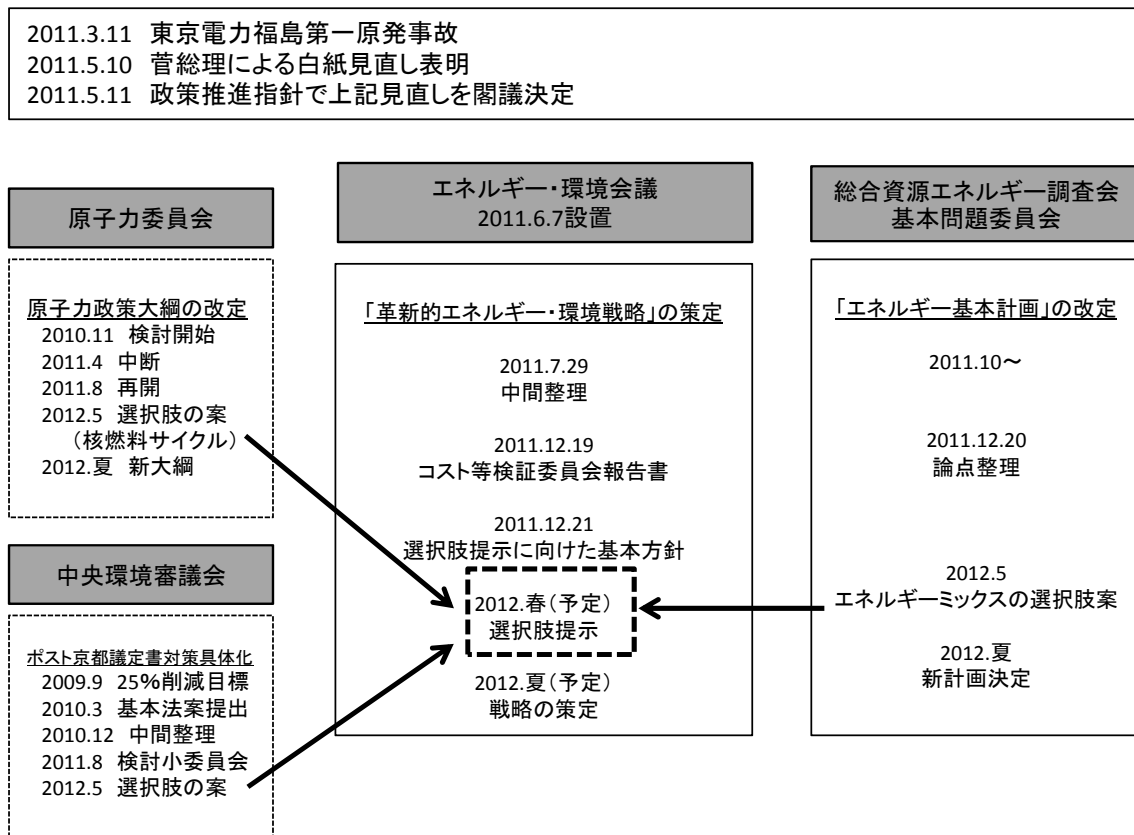 2011.3.11 東京電力福島第一原発事故
2011.5.10 菅総理による白紙見直し表明
2011.5.11 政策推進指針で上記見直しを閣議決定
原子力委員会
原子力政策大綱の改定
2010.11 検討開始
2011.4 中断
2011.8 再開
2012.5 選択肢の案
（核燃料サイクル）
2012.夏 新大綱
中央環境審議会
ポスト京都議定書対策具体化
2009.9 25%削減目標
2010.3 基本法案提出
2010.12 中間整理
2011.8 検討小委員会
2012.5 選択肢の案
エネルギー・環境会議
2011.6.7設置
「革新的エネルギー・環境戦略」の策定
2011.7.29
中間整理
2011.12.19
コスト等検証委員会報告書
2011.12.21
選択肢提示に向けた基本方針
2012.春（予定）
選択肢提示
2012.夏（予定）
戦略の策定
総合資源エネルギー調査会
基本問題委員会
「エネルギー基本計画」の改定
2011.10～
2011.12.20
論点整理
2012.5
エネルギーミックスの選択肢案
2012.夏
新計画決定